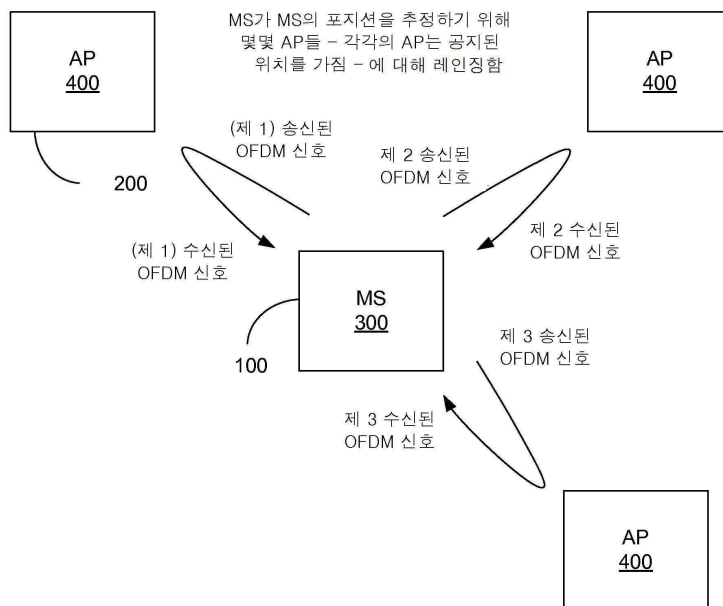 MS가 MS의 포지션을 추정하기 위해
몇몇 AP들 – 각각의 AP는 공지된
위치를 가짐 – 에 대해 레인징함
AP
400
AP
400
(제 1) 송신된
OFDM 신호
제 2 송신된
OFDM 신호
200
(제 1) 수신된
OFDM 신호
제 2 수신된
OFDM 신호
MS
300
100
제 3 송신된
OFDM 신호
제 3 수신된
OFDM 신호
AP
400